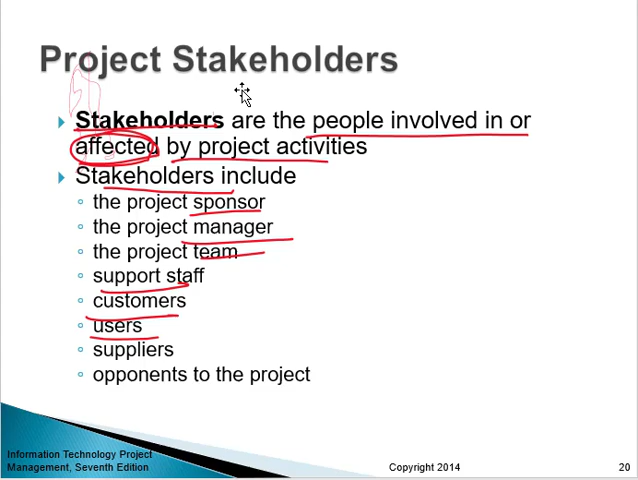 Project Stakeholders
Stakeholders are the people involved in or
affected by project activities
Stakeholders include
the project sponsor
the project manager
the project team
support staff
customers
users
suppliers
opponents to the project
Information Technology Project
Management, Seventh Edition
Copyright 2014
20